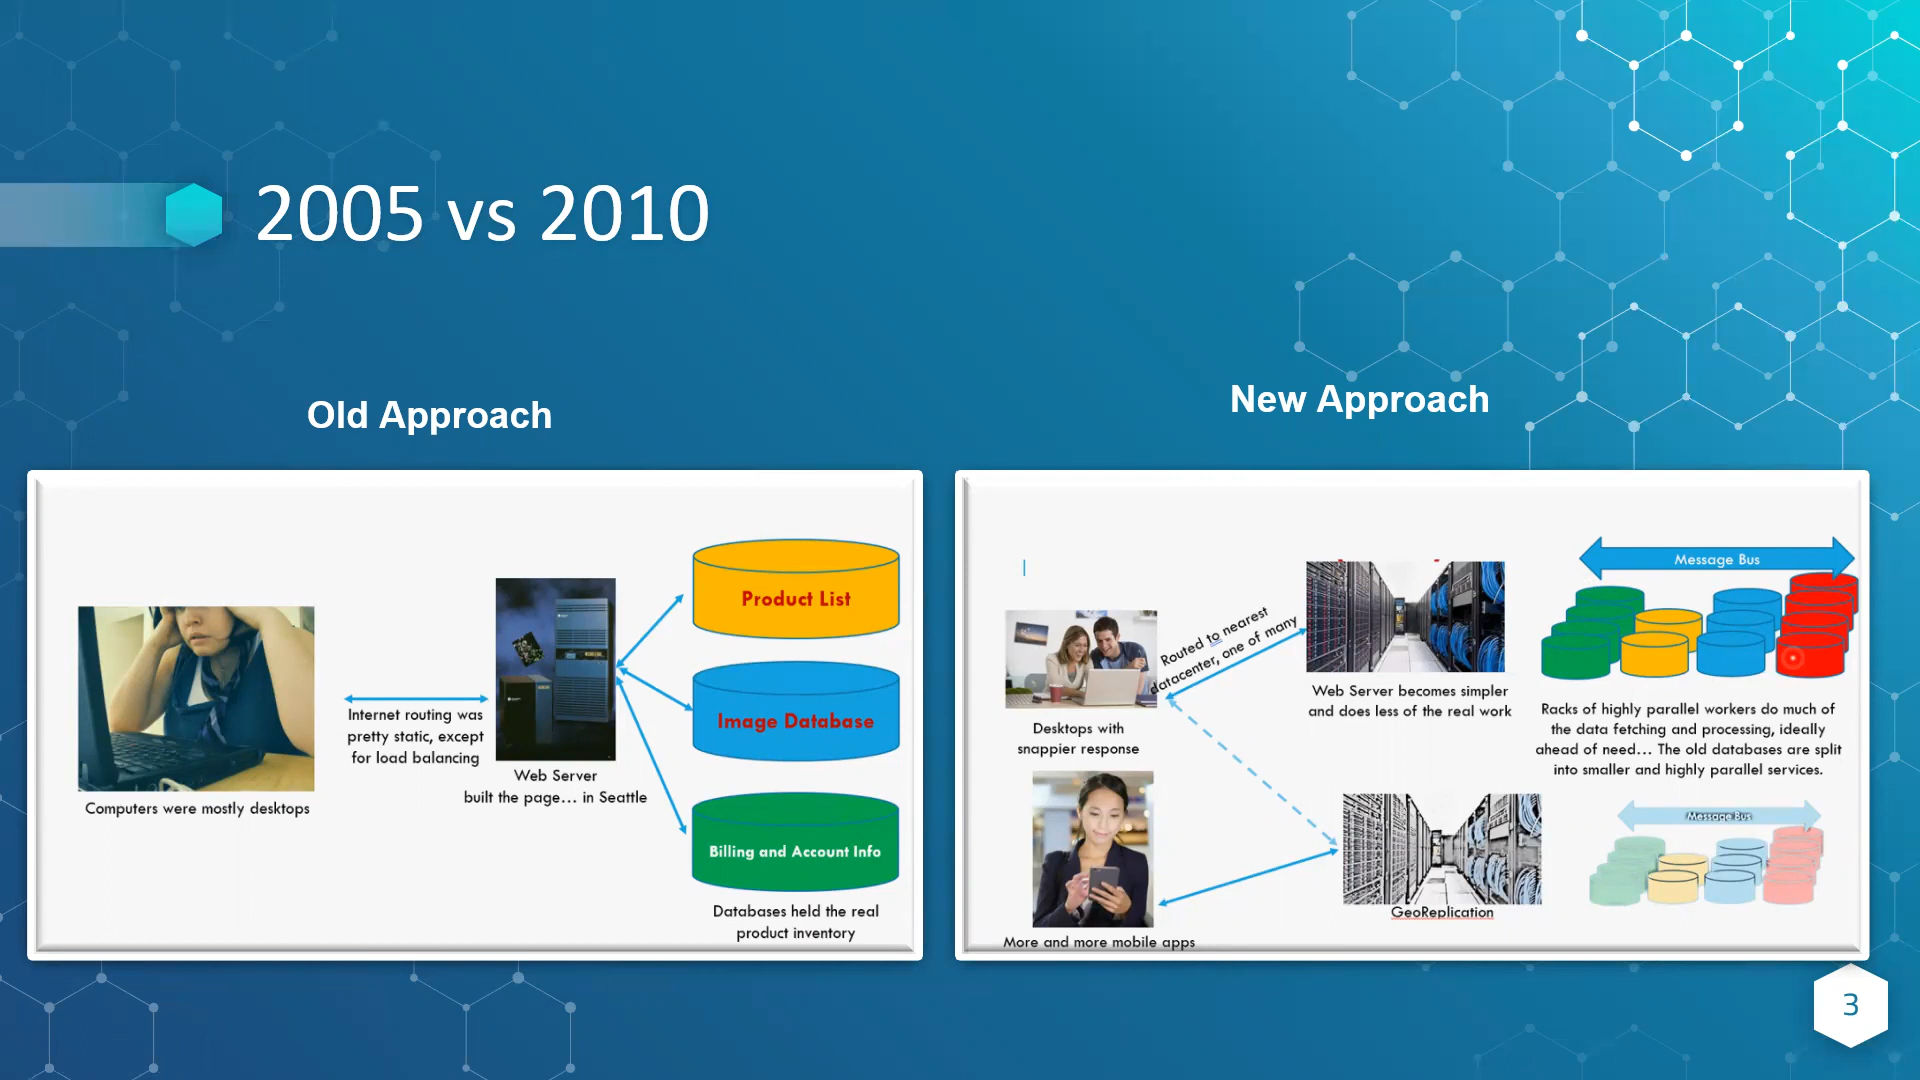 2005 vs 2010
Old Approach
Computers were mostly desktops
Internet routing was
pretty static, except
for load balancing
Web Server
built the page... in Seattle
Product List
Image Database
Billing and Account Info
Databases held the real
product inventory
New Approach
Desktops with
snappier response
More and more mobile apps
Routed to nearest
datacenter, one of many
Web Server becomes simpler
and does less of the real work
GeoReplication
Message Bus
Racks of highly parallel workers do much of
the data fetching and processing, ideally
ahead of need... The old databases are split
into smaller and highly parallel services.
Message Bus
3